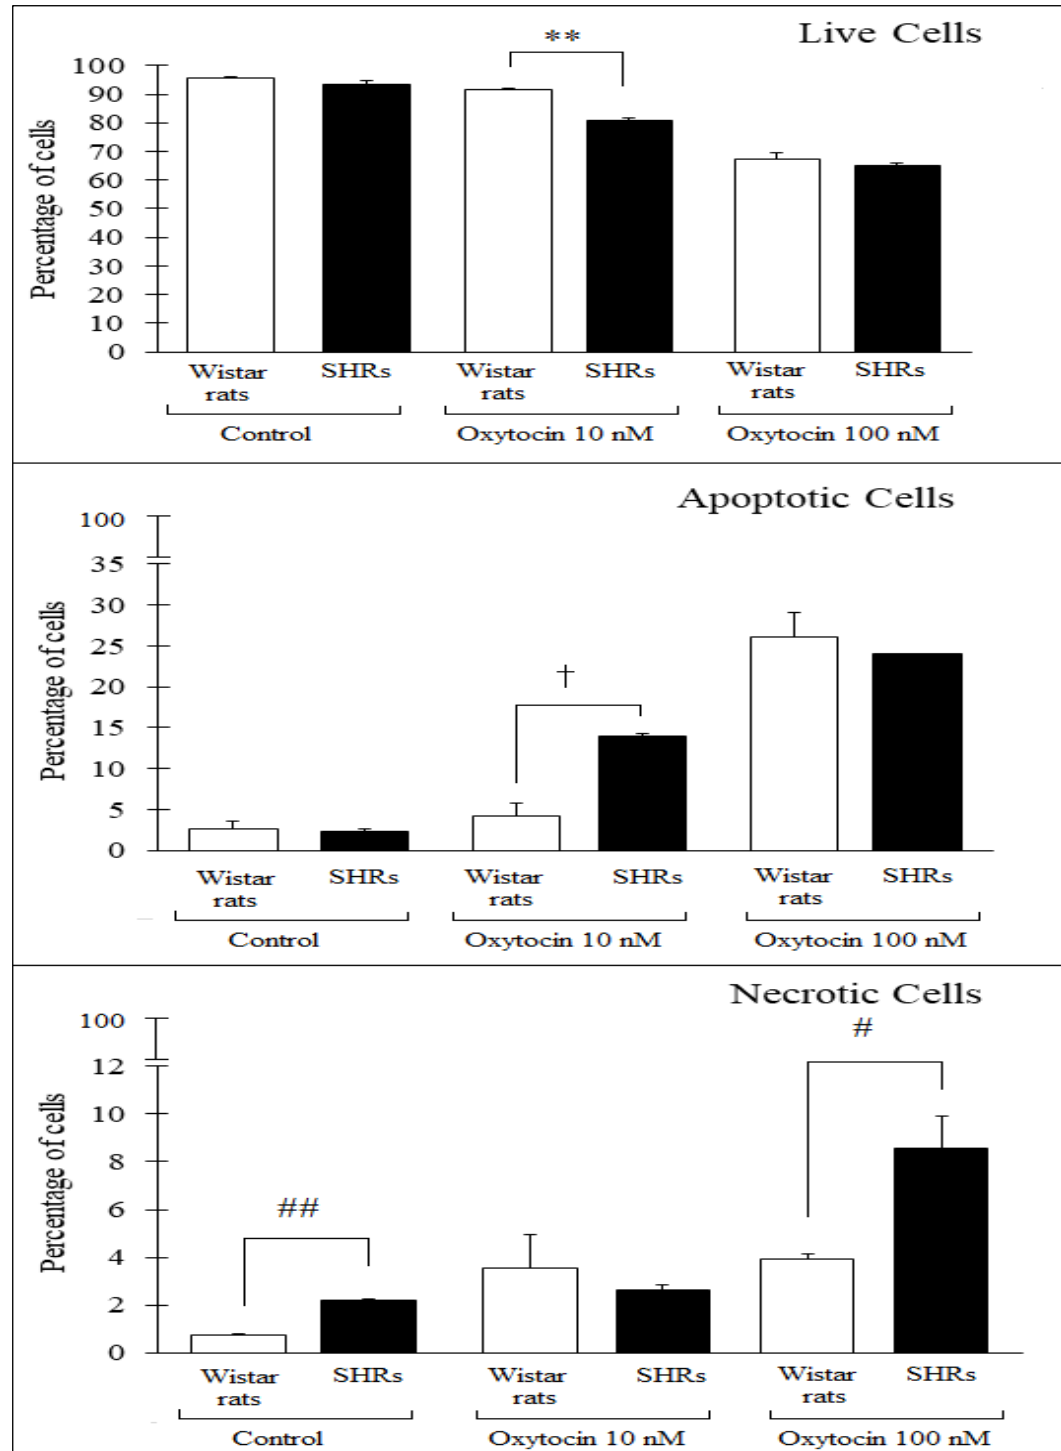 Live Cells
**
Percentage of cells
100
90
80
70
60
50
40
30
20
10
0
Wistar rats
SHRs
Wistar rats
SHRs
Wistar rats
SHRs
Control
Oxytocin 10 nM
Oxytocin 100 nM
Apoptotic Cells
†
Percentage of cells
100
35
30
25
20
15
10
5
0
Wistar rats
SHRs
Wistar rats
SHRs
Wistar rats
SHRs
Control
Oxytocin 10 nM
Oxytocin 100 nM
Necrotic Cells
#
##
Percentage of cells
100
12
10
8
6
4
2
0
Wistar rats
SHRs
Wistar rats
SHRs
Wistar rats
SHRs
Control
Oxytocin 10 nM
Oxytocin 100 nM